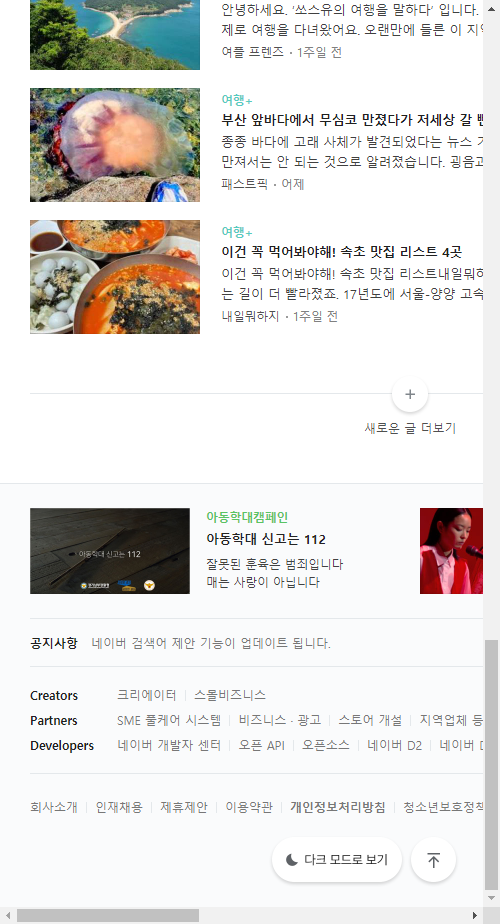 안녕하세요. '쏘스유의 여행을 말하다' 입니다.
제로 여행을 다녀왔어요. 오랜만에 들른 이 지역
여플 프렌즈 · 1주일 전
여행+
부산 앞바다에서 무심코 만졌다가 저세상 갈
종종 바다에 고래 사체가 발견되었다는 뉴스
만져서는 안 되는 것으로 알려졌습니다. 굉음과
패스트픽 · 어제
여행+
이건 꼭 먹어봐야해! 속초 맛집 리스트 4곳
이건 꼭 먹어봐야해! 속초 맛집 리스트내일뭐하
는 길이 더 빨라졌죠. 17년도에 서울-양양 고속
내일뭐하지 · 1주일 전
새로운 글 더보기
아동학대 신고는 112
아동학대캠페인
아동학대 신고는 112
잘못된 훈육은 범죄입니다
매는 사랑이 아닙니다
공지사항 네이버 검색어 제안 기능이 업데이트 됩니다.
Creators 크리에이터 스몰비즈니스
Partners SME 풀케어 시스템 비즈니스 · 광고 스토어 개설 지역업체 등
Developers 네이버 개발자 센터 오픈 API 오픈소스 네이버 D2 네이버 D
회사소개 인재채용 제휴제안 이용약관 개인정보처리방침 청소년보호정책
다크 모드로 보기